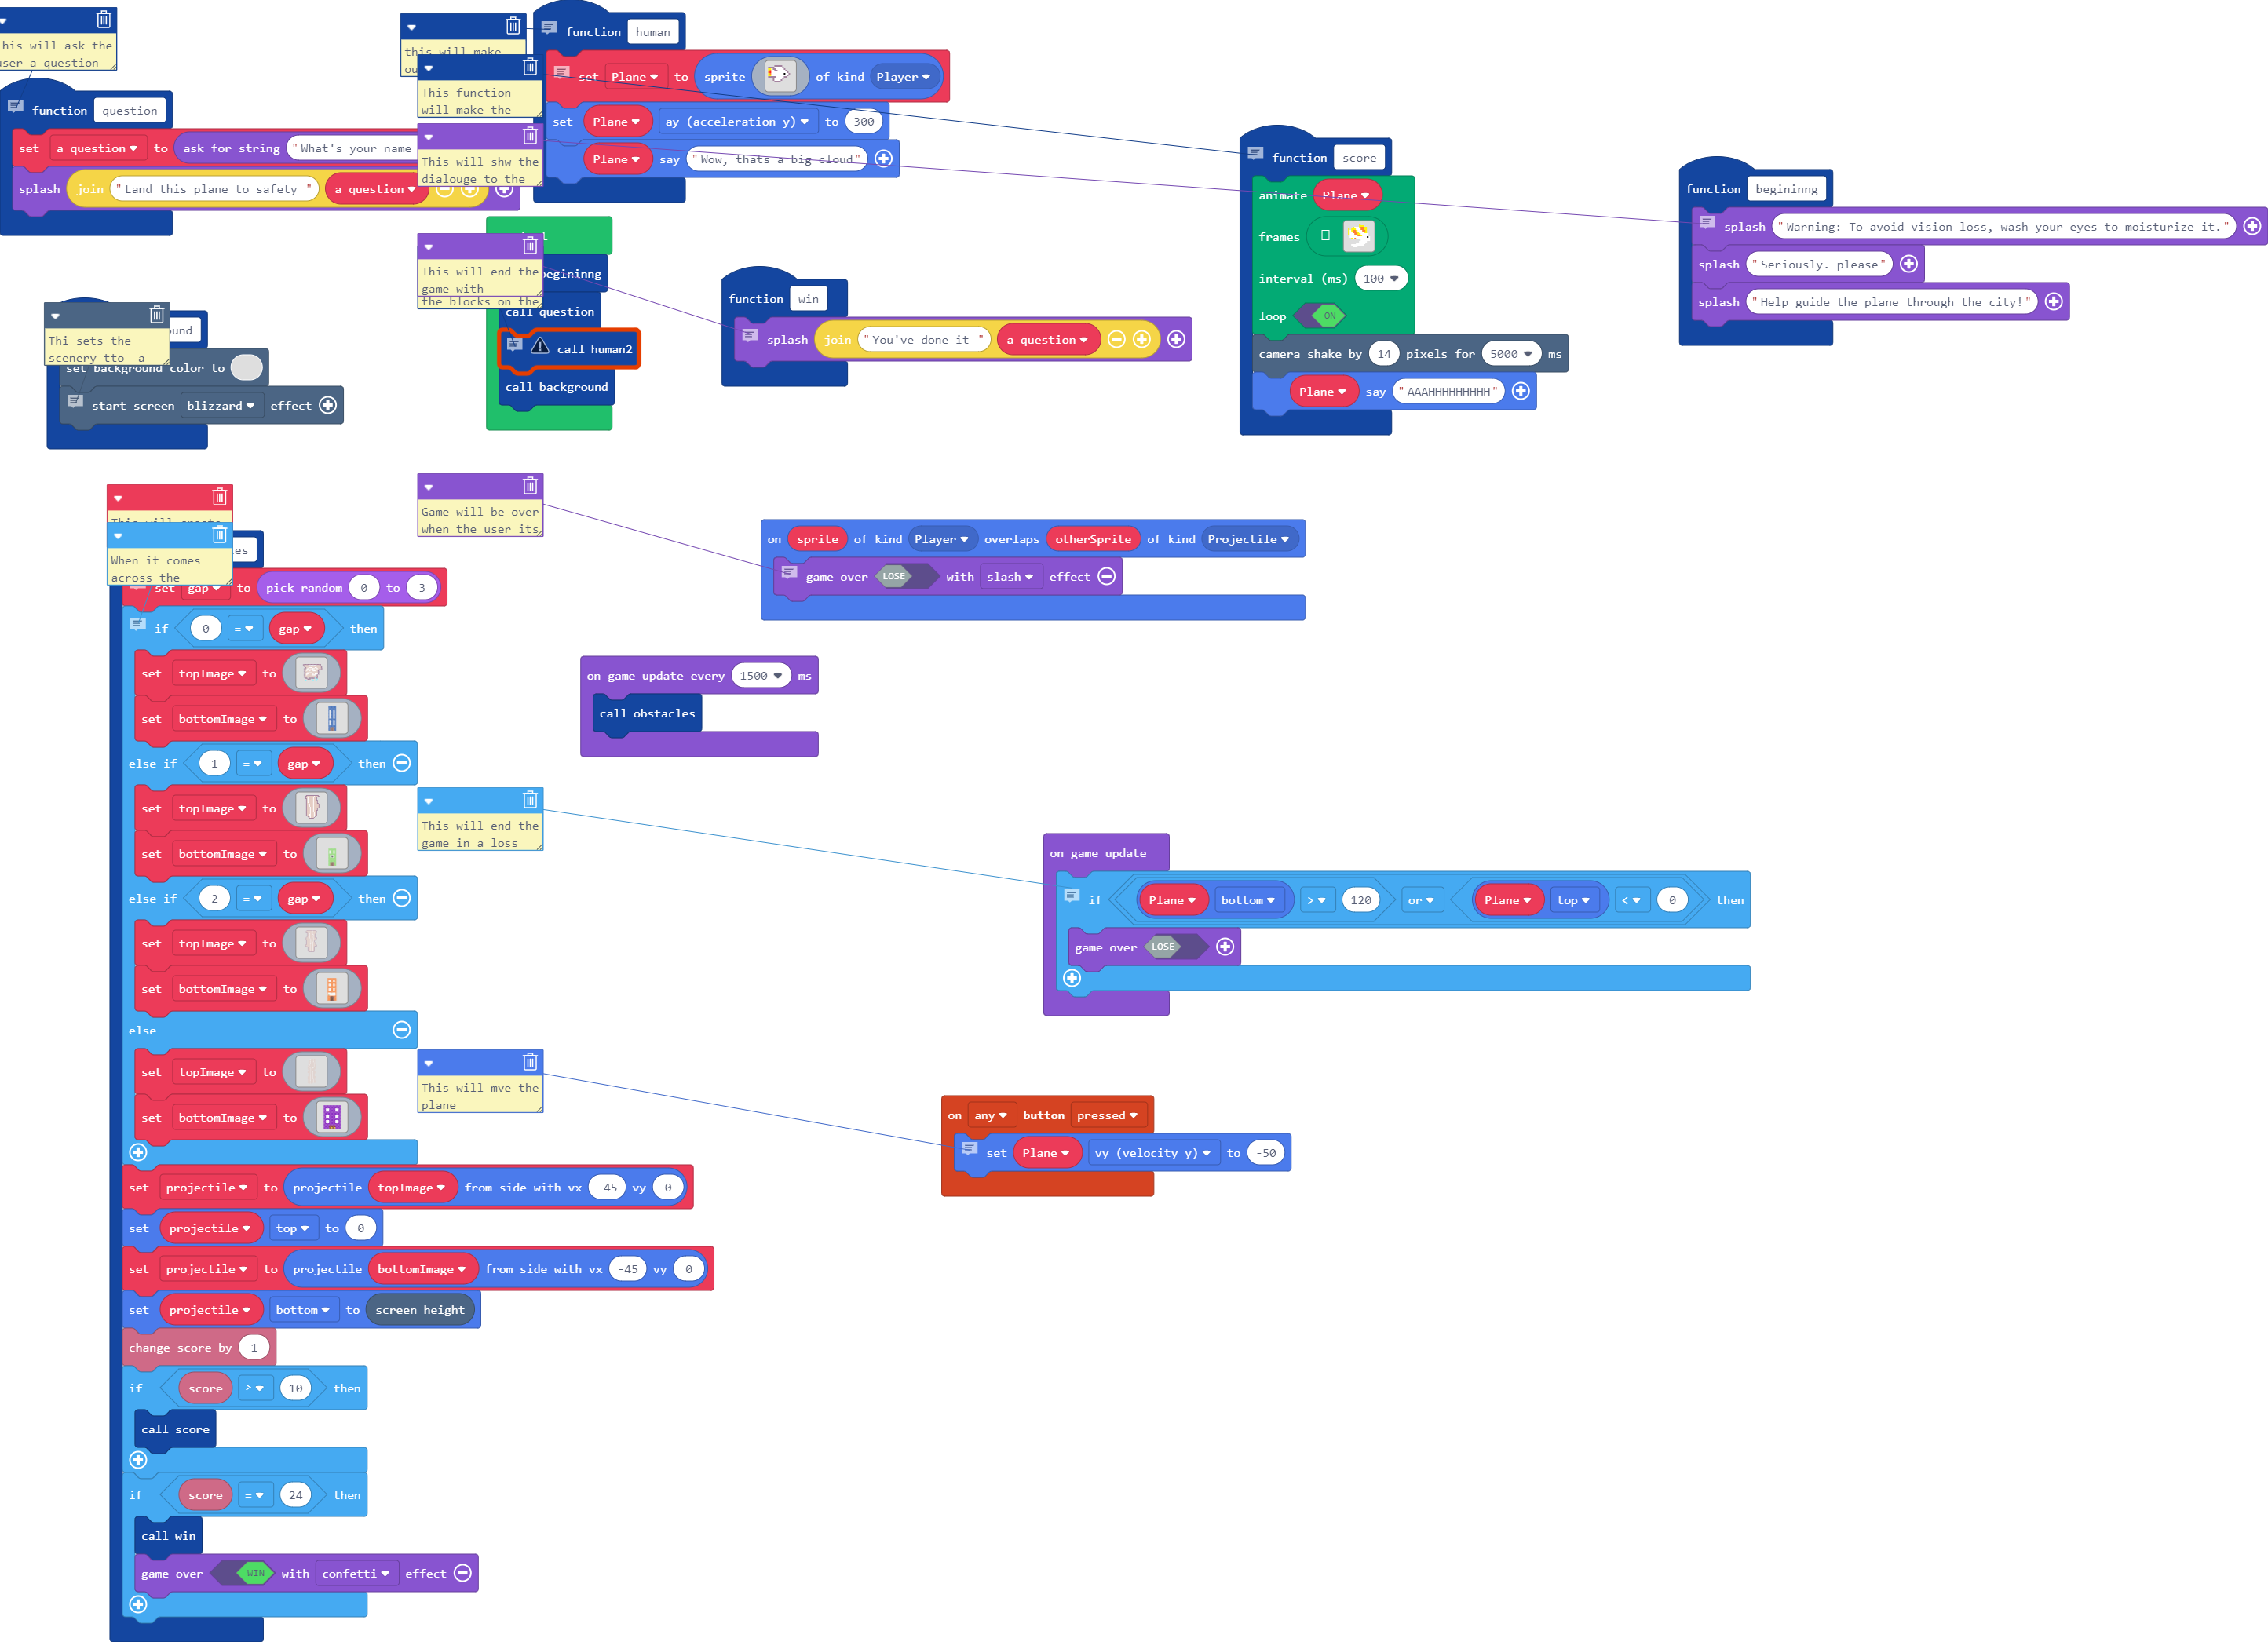 This will ask the
user a question
function question
set a question to ask for string "What's your name
splash join "Land this plane to safety " a question
this will make
This function
will make the
This will shw the
dialouge to the
function human
set Plane to sprite of kind Player
set Plane ay (acceleration y) to 300
Plane say "Wow, thats a big cloud"
This will end the
game with
the blocks on the
begininng
call question
call human2
call background
function win
splash join "You've done it " a question
function score
animate Plane
frames
interval (ms) 100
loop ON
camera shake by 14 pixels for 5000 ms
Plane say "AAAHHHHHHHHH"
function begininng
splash "Warning: To avoid vision loss, wash your eyes to moisturize it."
splash "Seriously. please"
splash "Help guide the plane through the city!"
Thi sets the
scenery tto a
set background color to
start screen blizzard effect
When it comes
across the
set gap to pick random 0 to 3
if 0 = gap then
set topImage to
set bottomImage to
else if 1 = gap then
set topImage to
set bottomImage to
else if 2 = gap then
set topImage to
set bottomImage to
else
set topImage to
set bottomImage to
set projectile to projectile topImage from side with vx -45 vy 0
set projectile top to 0
set projectile to projectile bottomImage from side with vx -45 vy 0
set projectile bottom to screen height
change score by 1
if score ≥ 10 then
call score
if score = 24 then
call win
game over WIN with confetti effect
Game will be over
when the user its
on sprite of kind Player overlaps otherSprite of kind Projectile
game over LOSE with slash effect
on game update every 1500 ms
call obstacles
This will end the
game in a loss
on game update
if Plane bottom > 120 or Plane top < 0 then
game over LOSE
This will mve the
plane
on any button pressed
set Plane vy (velocity y) to -50